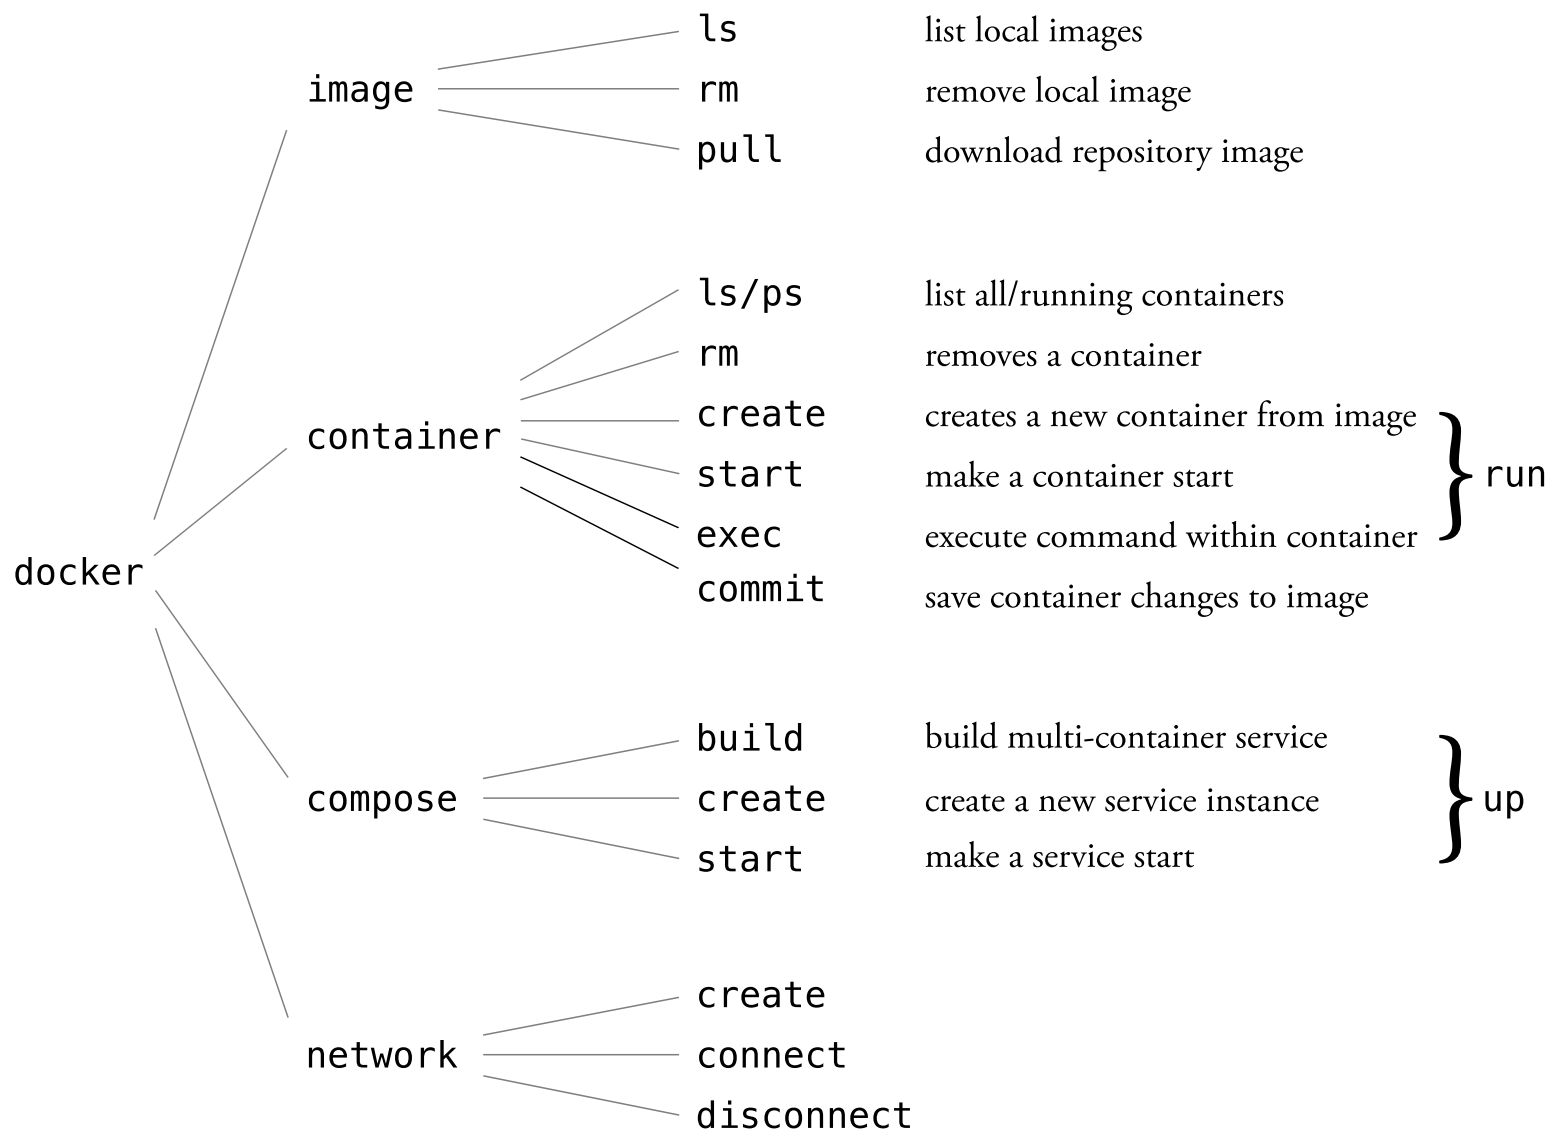 docker
image
ls list local images
rm remove local image
pull download repository image
container
ls/ps list all/running containers
rm removes a container
create creates a new container from image
start make a container start
exec execute command within container
commit save container changes to image
} run
compose
build build multi-container service
create create a new service instance
start make a service start
} up
network
create
connect
disconnect